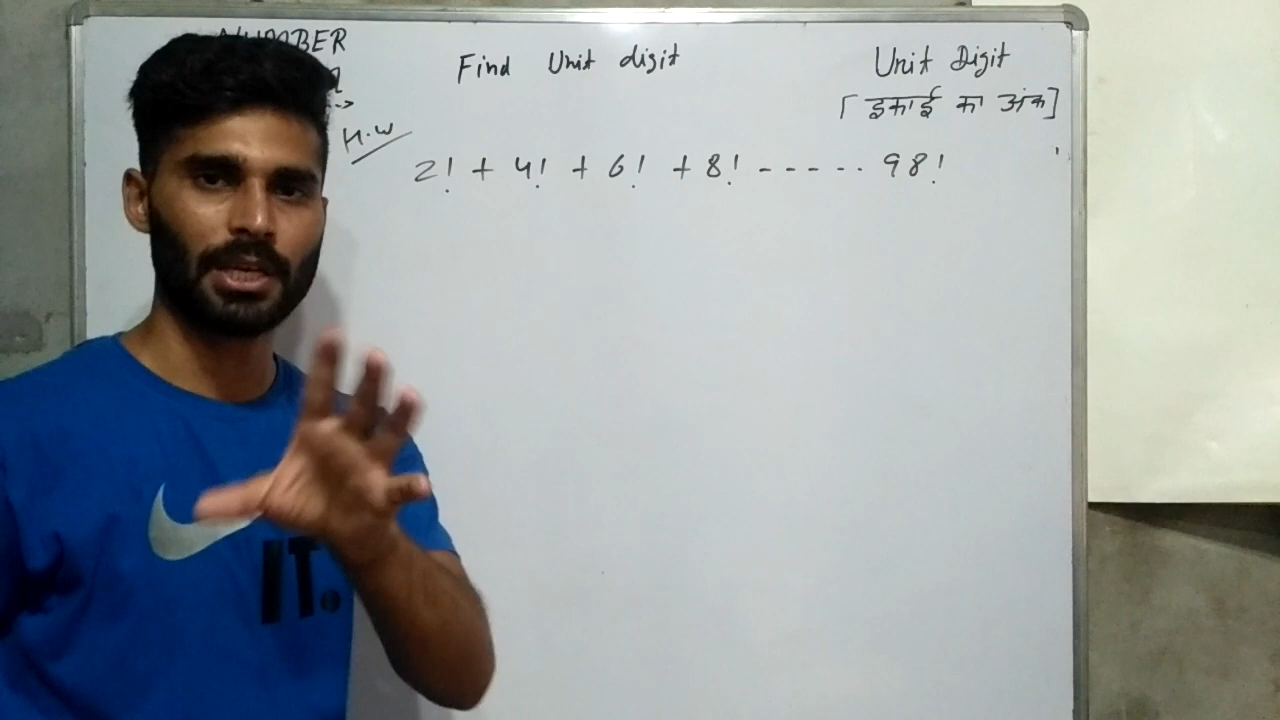 NUMBER
Find Unit digit
Unit Digit
[ इकाई का अंक ]
H.W
2! + 4! + 6! + 8! ----- 98!
IT.